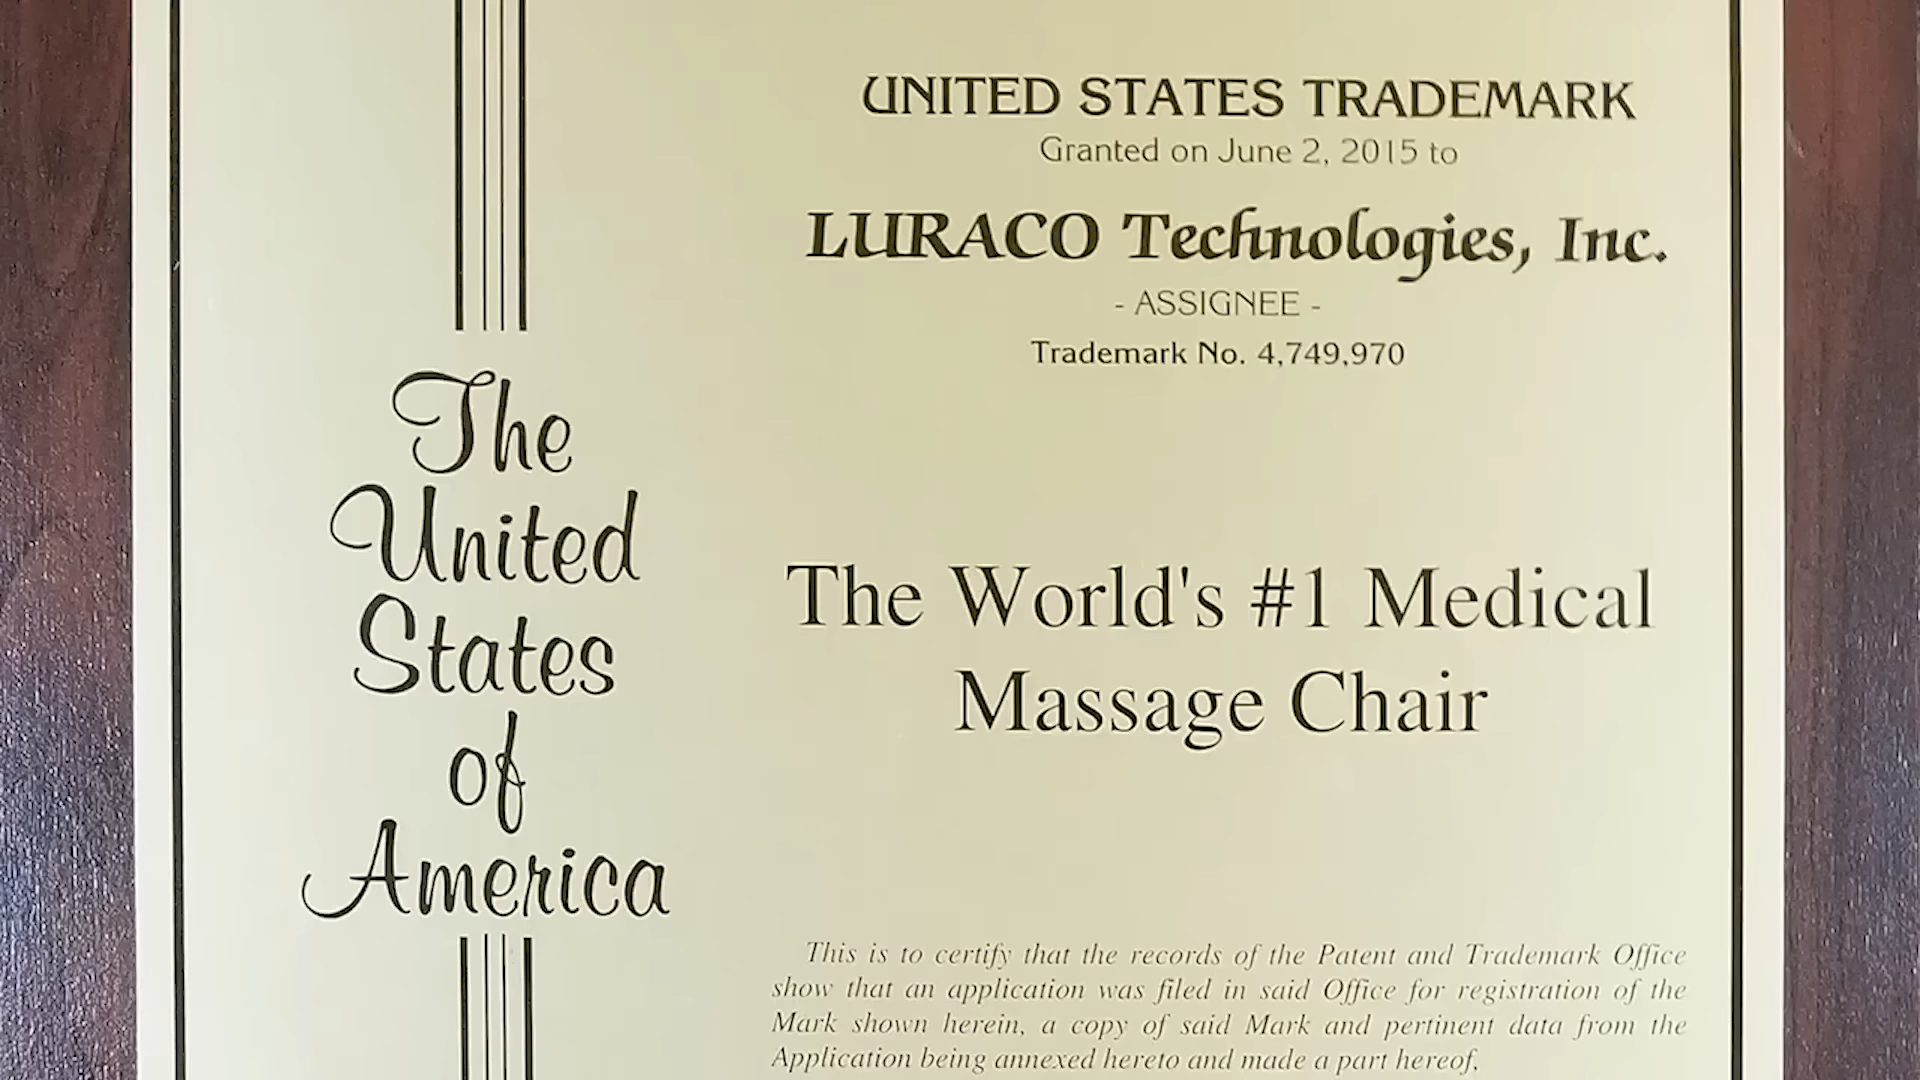 UNITED STATES TRADEMARK
Granted on June 2, 2015 to
LURACO Technologies, Inc.
- ASSIGNEE -
Trademark No. 4,749,970
The
United
States
of
America
The World's #1 Medical
Massage Chair
This is to certify that the records of the Patent and Trademark Office
show that an application was filed in said Office for registration of the
Mark shown herein, a copy of said Mark and pertinent data from the
Application being annexed hereto and made a part hereof,